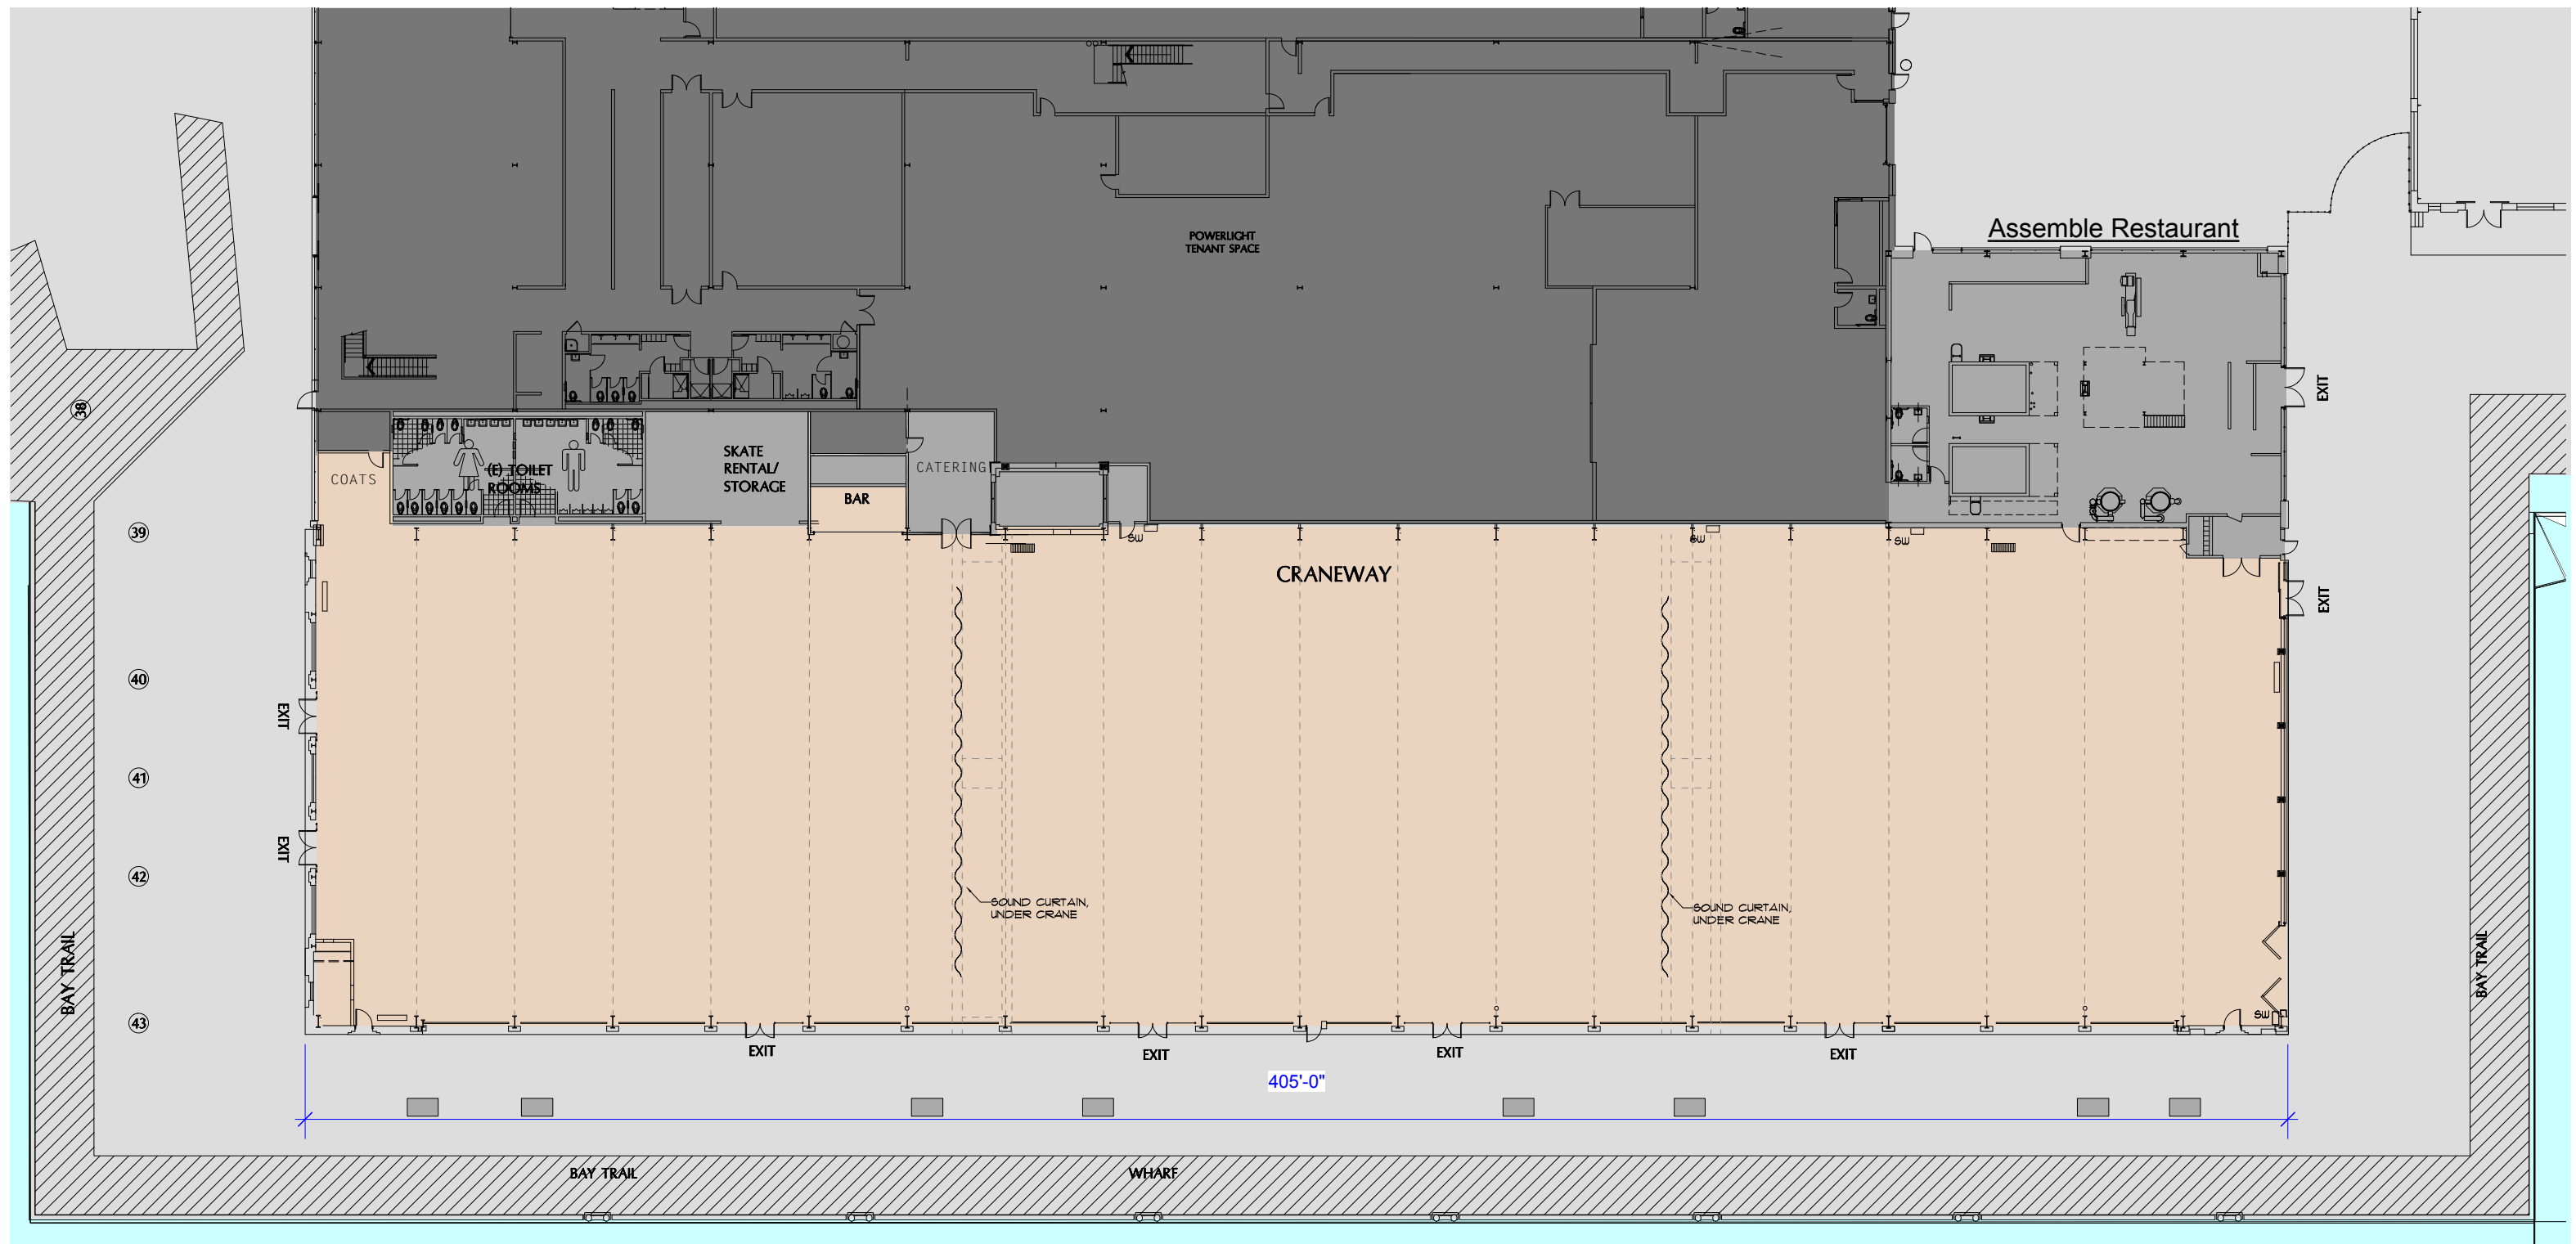 POWERLIGHT
TENANT SPACE
Assemble Restaurant
EXIT
38
COATS
(E) TOILET
ROOMS
SKATE
RENTAL/
STORAGE
BAR
CATERING
39
SW
SW
SW
CRANEWAY
EXIT
40
EXIT
41
EXIT
42
SOUND CURTAIN,
UNDER CRANE
SOUND CURTAIN,
UNDER CRANE
BAY TRAIL
BAY TRAIL
43
SW
EXIT
EXIT
EXIT
EXIT
405'-0"
BAY TRAIL
WHARF